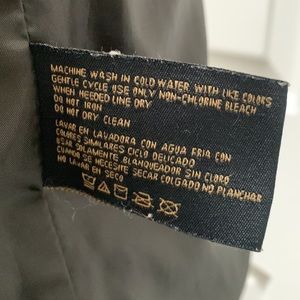 MACHINE WASH IN COLD WATER WITH LIKE COLORS
GENTLE CYCLE USE ONLY NON-CHLORINE BLEACH
WHEN NEEDED LINE DRY
DO NOT IRON
DO NOT DRY CLEAN
LAVAR EN LAVADORA CON AGUA FRIA CON
COLORES SIMILARES CICLO DELICADO
USAR SOLAMENTE BLANQUEADOR SIN CLORO
CUANDO SE NECESITE SECAR COLGADO NO PLANCHAR
NO LAVAR EN SECO